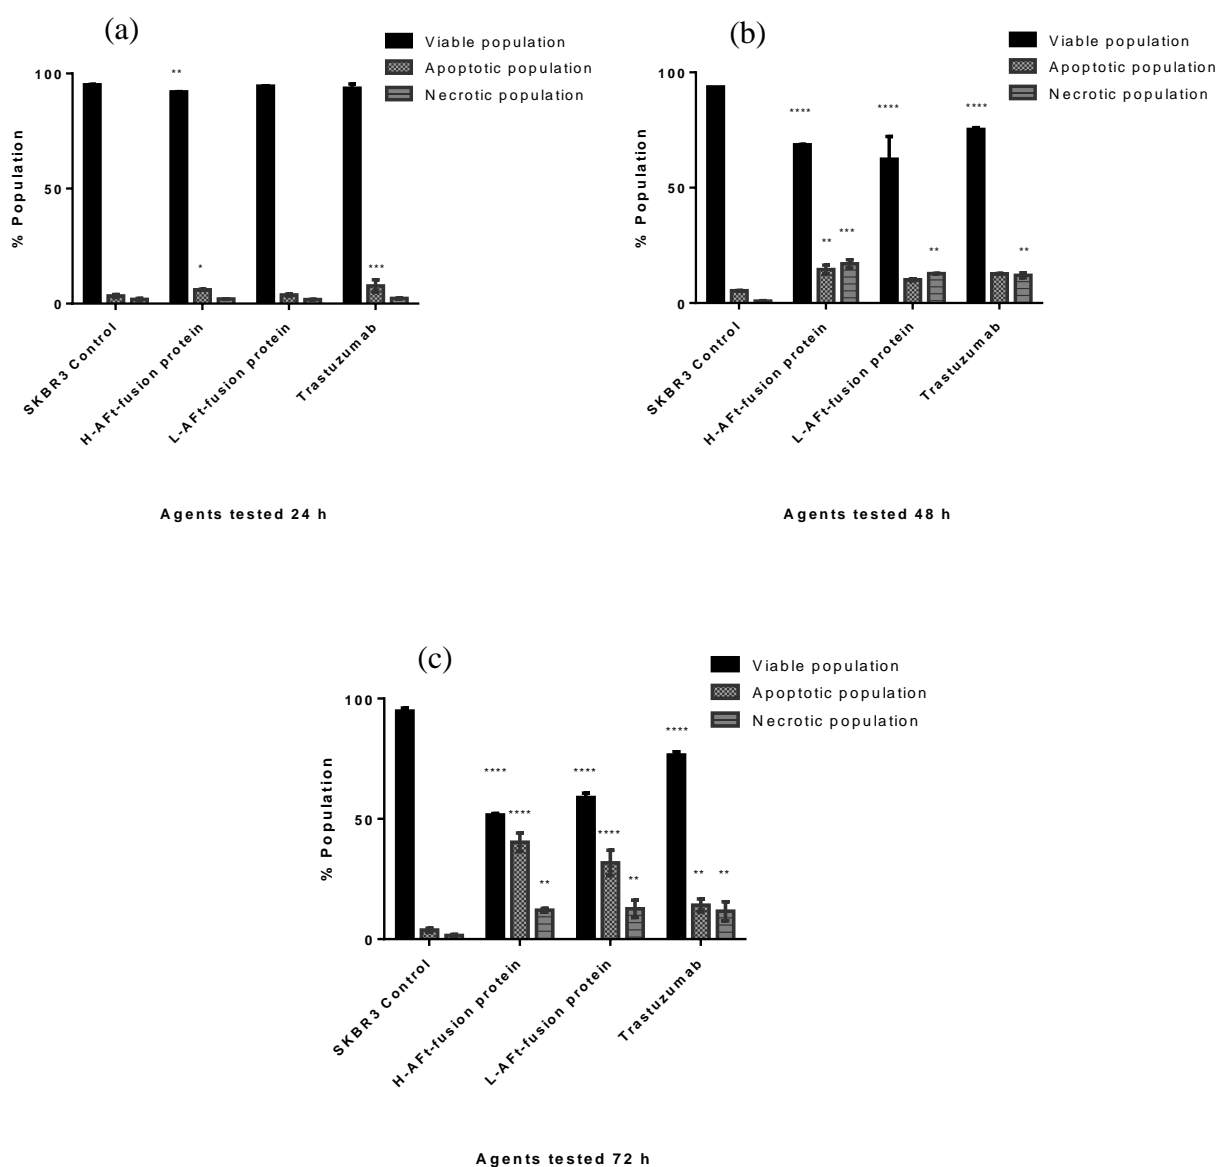 (a)
Viable population
Apoptotic population
Necrotic population
100
50
0
% Population
**
*
***
SKBR3 Control
H-AFt-fusion protein
L-AFt-fusion protein
Trastuzumab
Agents tested 24 h
(b)
Viable population
Apoptotic population
Necrotic population
100
50
0
% Population
****
**
***
****
**
****
**
SKBR3 Control
H-AFt-fusion protein
L-AFt-fusion protein
Trastuzumab
Agents tested 48 h
(c)
Viable population
Apoptotic population
Necrotic population
100
50
0
% Population
****
****
**
****
****
**
****
**
**
SKBR3 Control
H-AFt-fusion protein
L-AFt-fusion protein
Trastuzumab
Agents tested 72 h